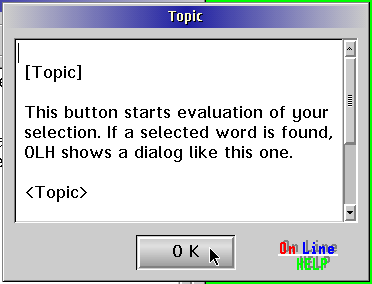 Topic
[Topic]
This button starts evaluation of your
selection. If a selected word is found,
OLH shows a dialog like this one.
<Topic>
O K
On Line
HELP